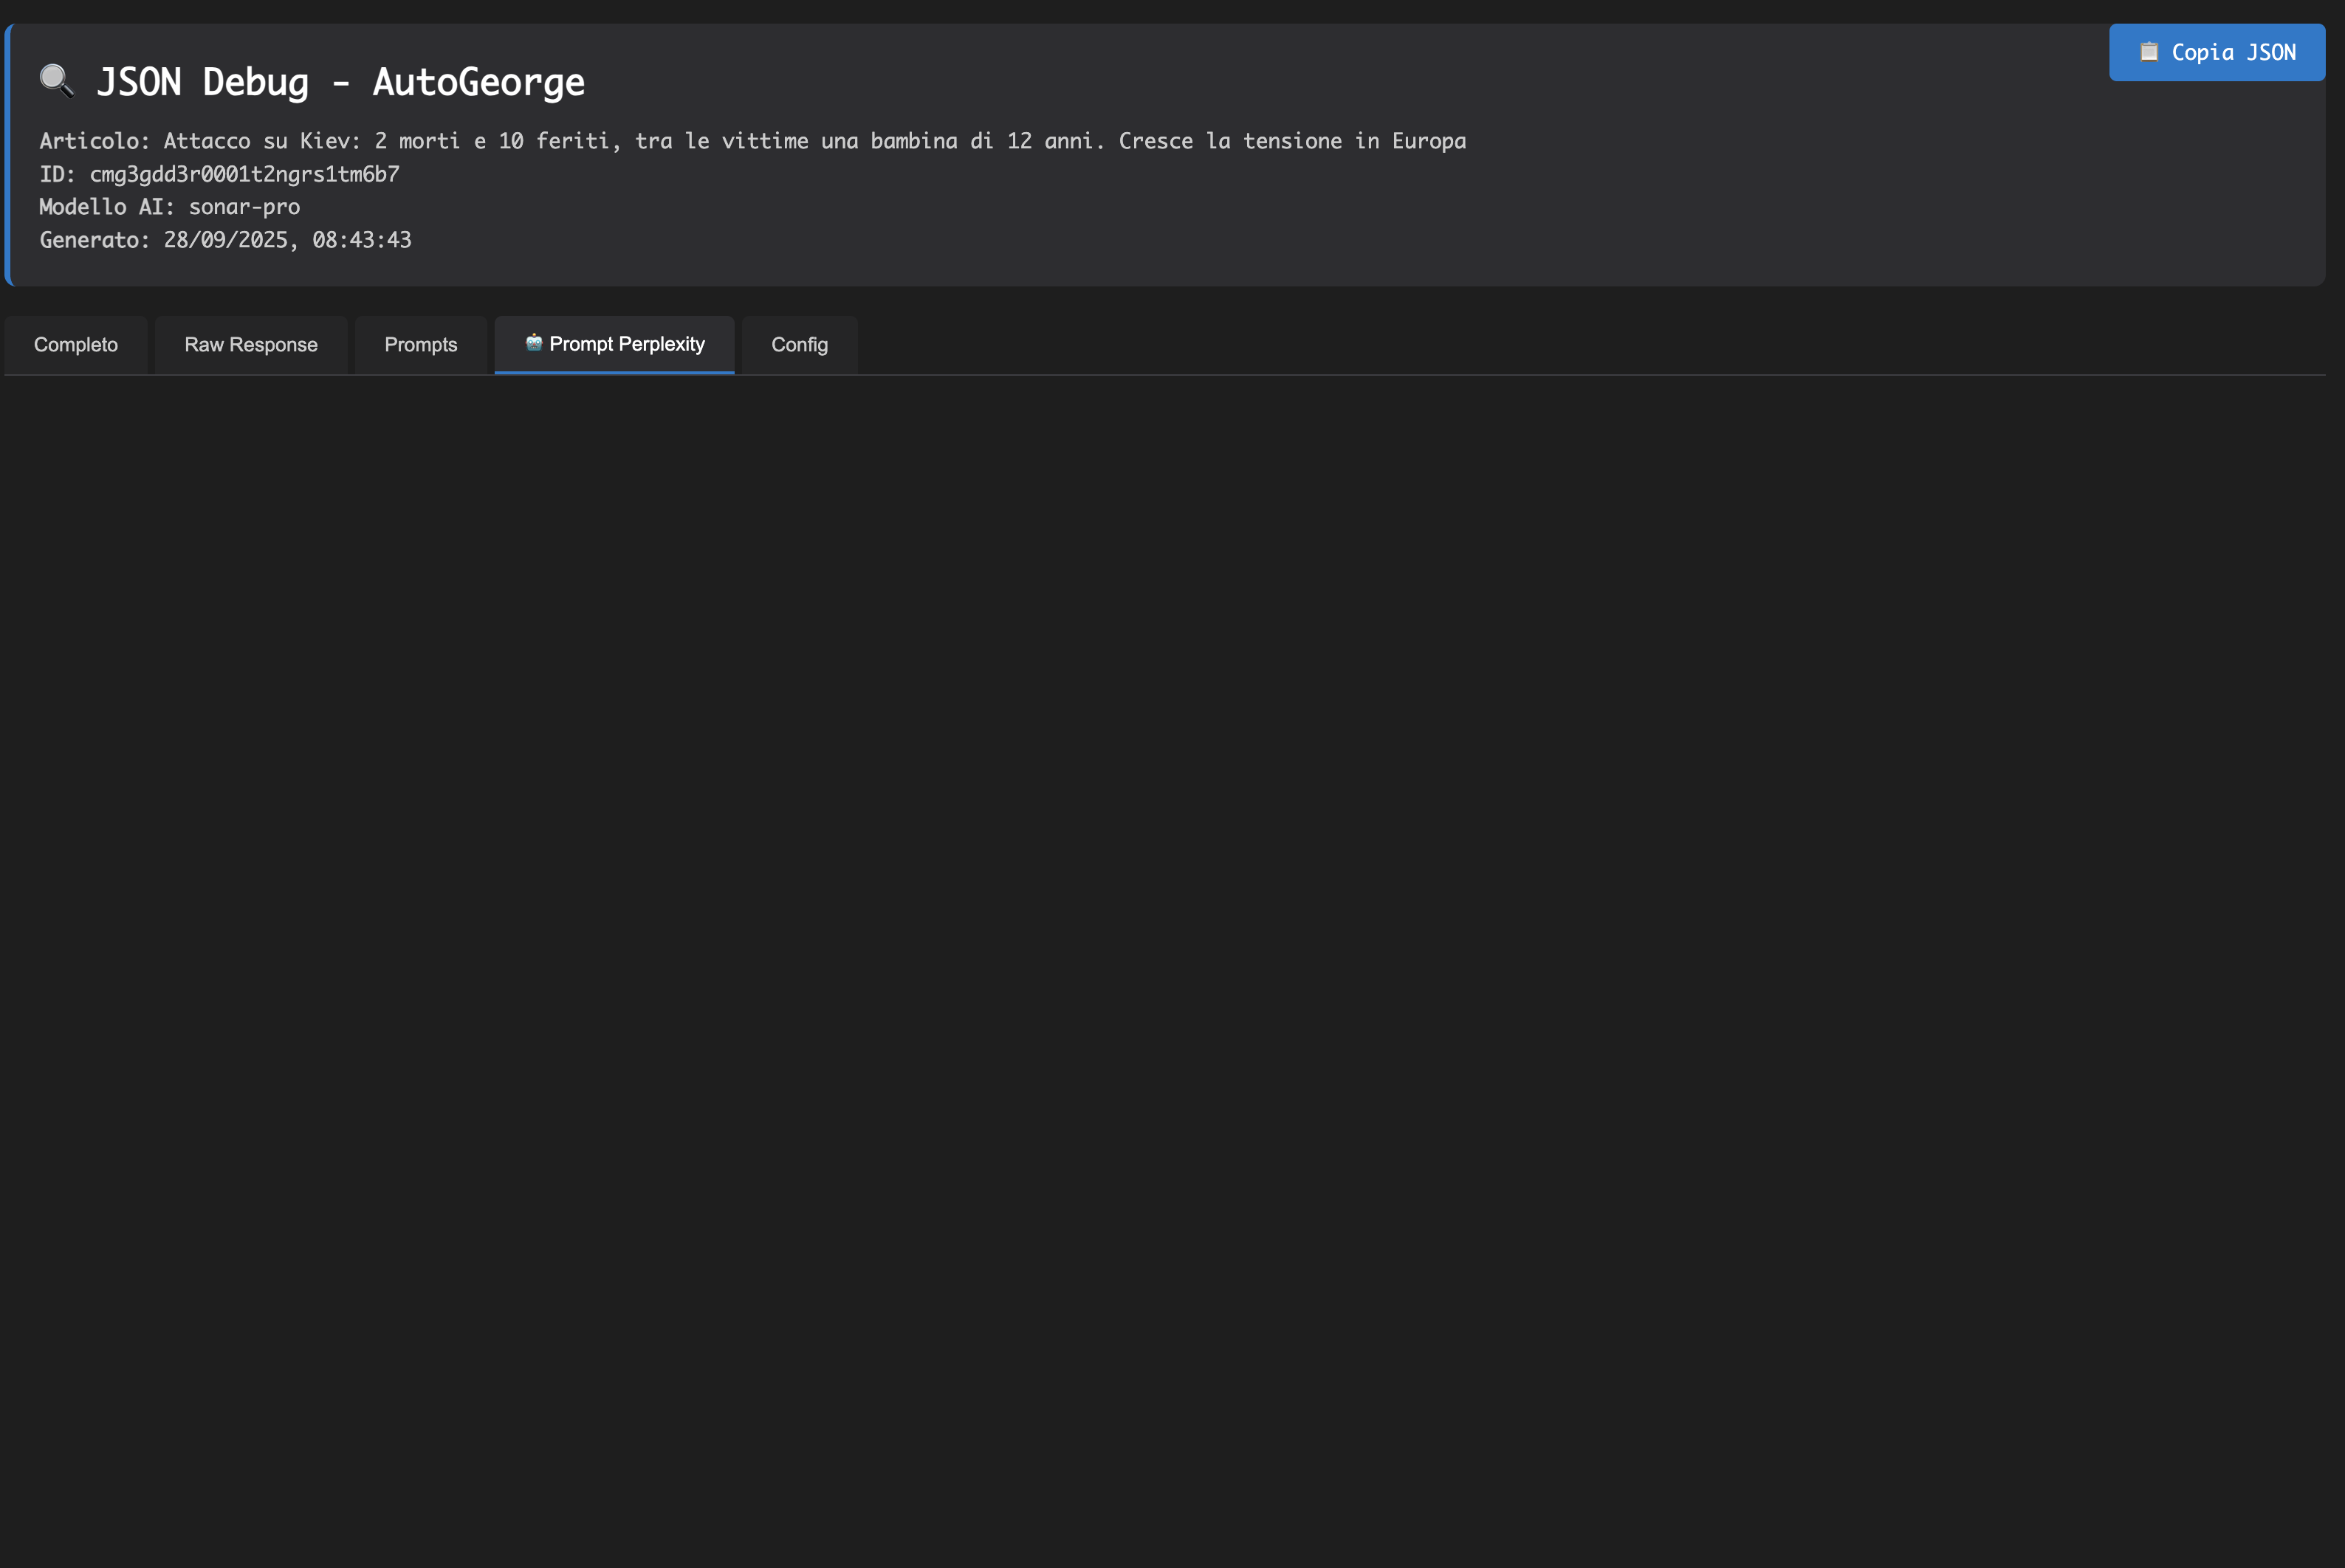 JSON Debug - AutoGeorge
Copia JSON
Articolo: Attacco su Kiev: 2 morti e 10 feriti, tra le vittime una bambina di 12 anni. Cresce la tensione in Europa
ID: cmg3gdd3r0001t2ngrs1tm6b7
Modello AI: sonar-pro
Generato: 28/09/2025, 08:43:43
Completo Raw Response Prompts Prompt Perplexity Config